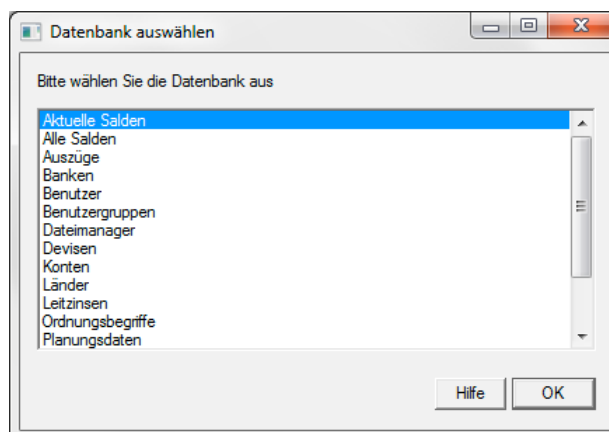 Datenbank auswählen
Bitte wählen Sie die Datenbank aus
Aktuelle Salden
Alle Salden
Auszüge
Banken
Benutzer
Benutzergruppen
Dateimanager
Devisen
Konten
Länder
Leitzinsen
Ordnungsbegriffe
Planungsdaten
Hilfe OK